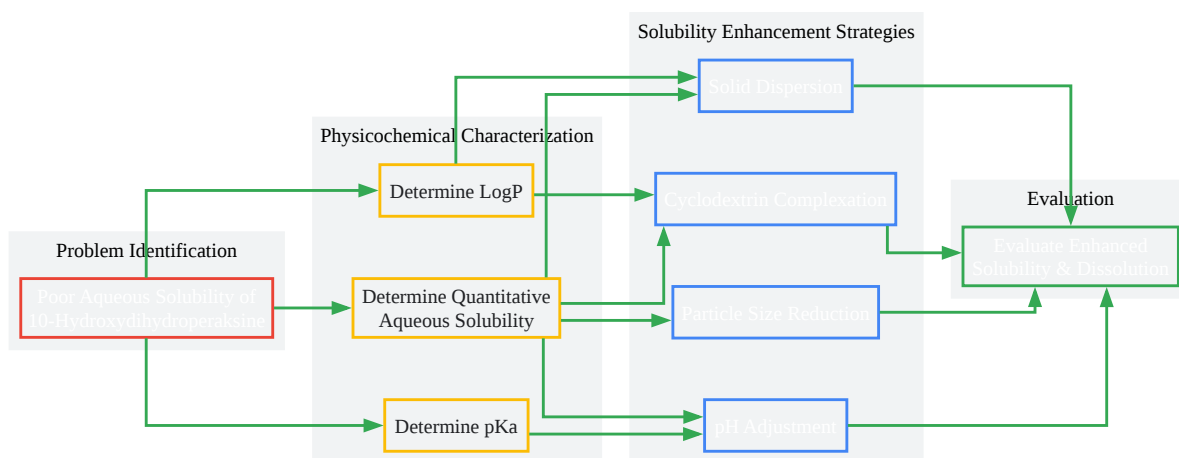 Problem Identification
Poor Aqueous Solubility of
10-Hydroxydihydroperaksine
Physicochemical Characterization
Determine LogP
Determine Quantitative
Aqueous Solubility
Determine pKa
Solubility Enhancement Strategies
Solid Dispersion
Cyclodextrin Complexation
Particle Size Reduction
pH Adjustment
Evaluation
Evaluate Enhanced
Solubility & Dissolution